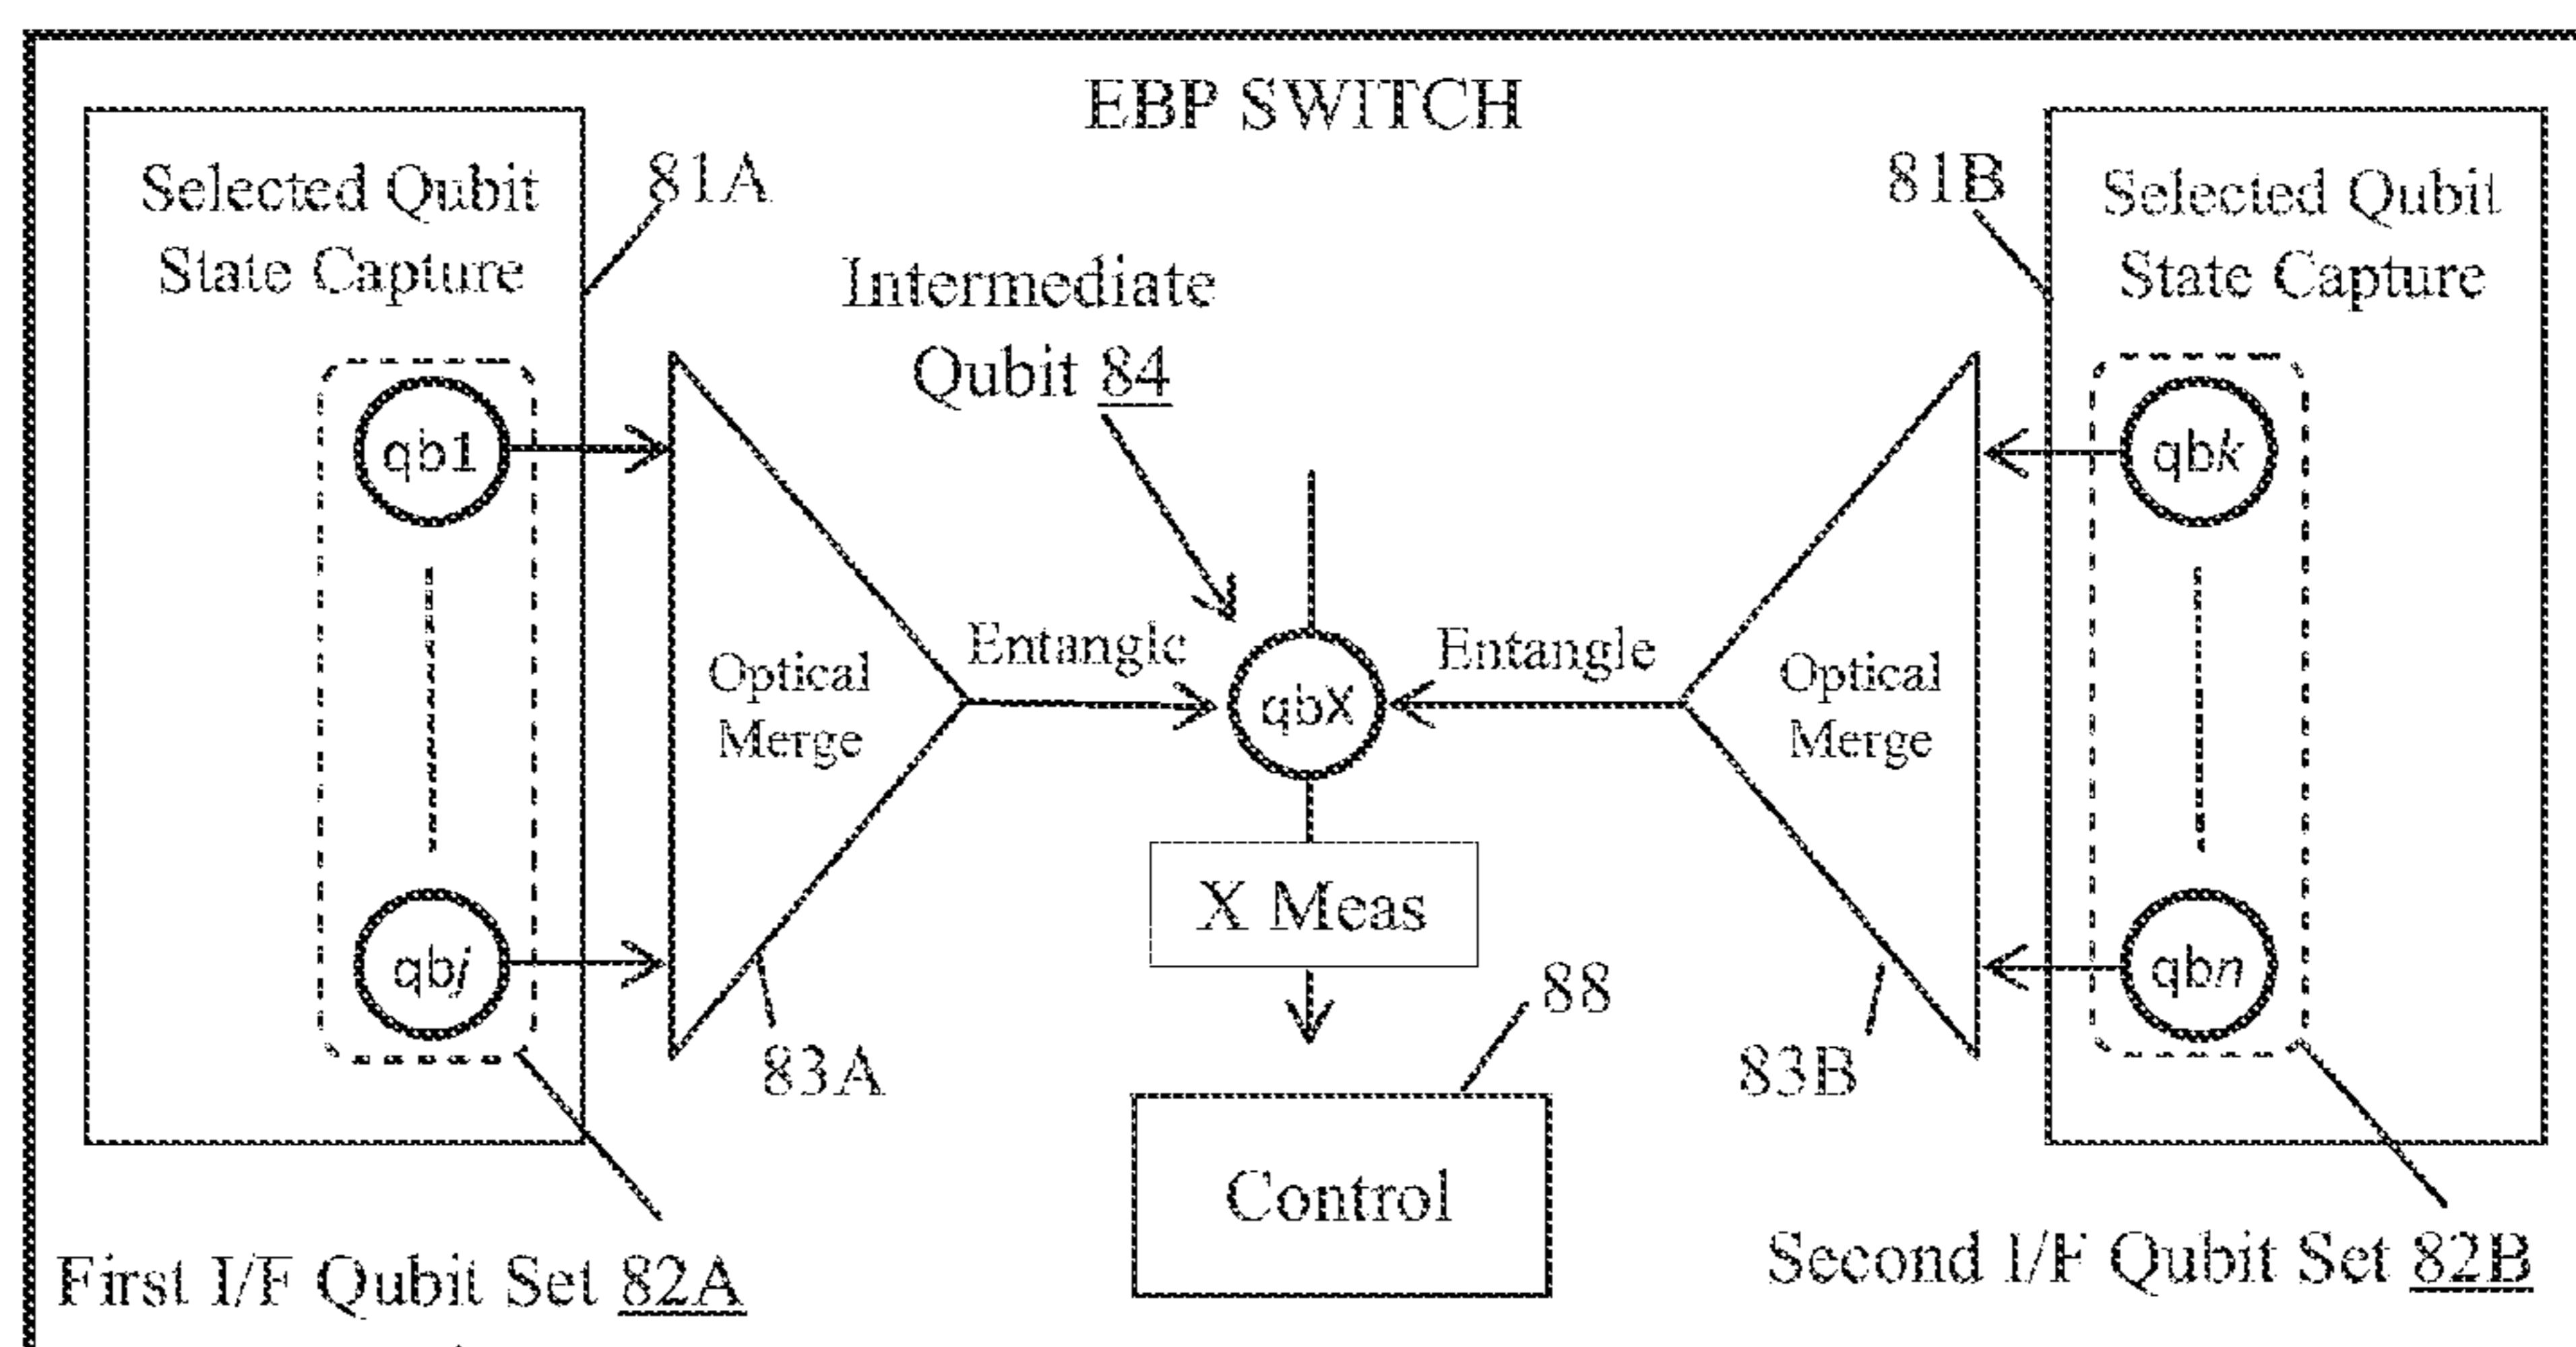 EBP SWITCH
Selected Qubit
State Capture
81A
81B
Selected Qubit
State Capture
Intermediate
Qubit 84
qb1
qbk
Entangle
Entangle
Optical
Merge
qbX
Optical
Merge
X Meas
qbj
qbn
83A
88
83B
Control
First I/F Qubit Set 82A
Second I/F Qubit Set 82B